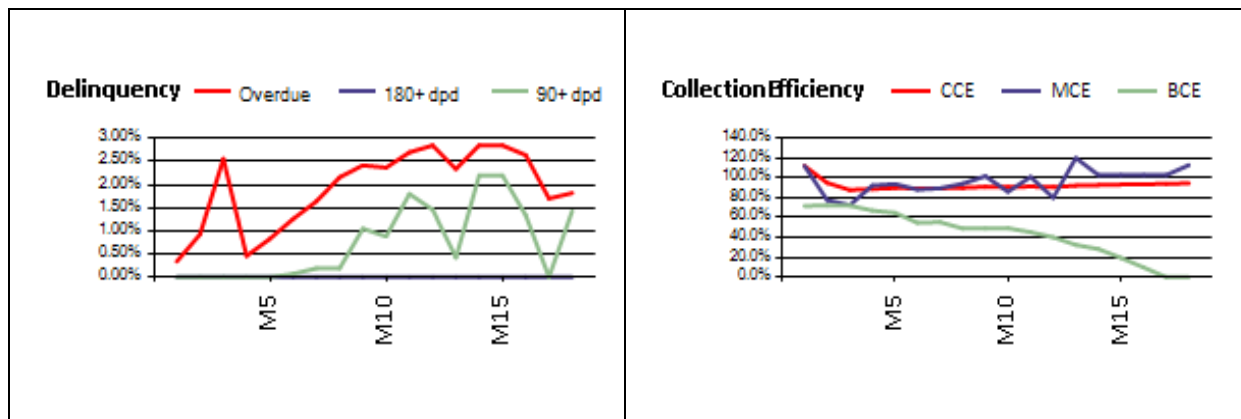 Delinquency Overdue 180+ dpd 90+ dpd
3.00%
2.50%
2.00%
1.50%
1.00%
0.50%
0.00%
M5
M10
M15
Collection Efficiency CCE MCE BCE
140.0%
120.0%
100.0%
80.0%
60.0%
40.0%
20.0%
0.0%
M5
M10
M15